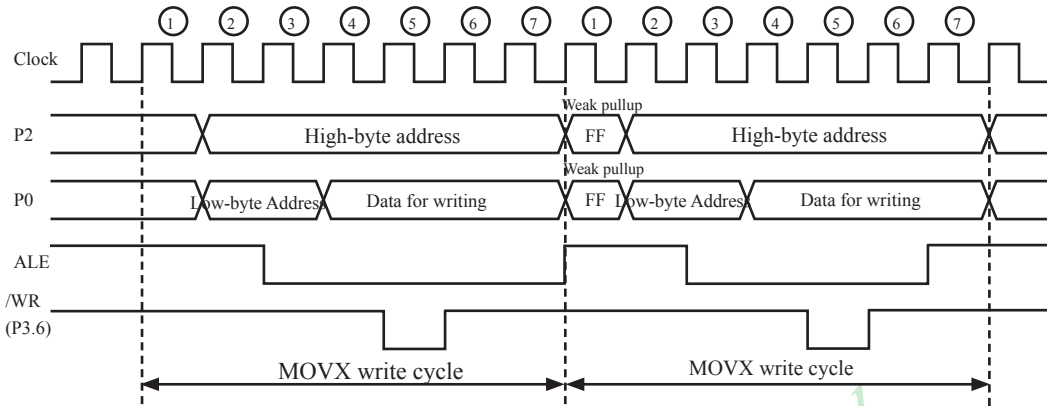 1 2 3 4 5 6 7 1 2 3 4 5 6 7
Clock
Weak pullup
P2 High-byte address FF High-byte address
Weak pullup
P0 Low-byte Address Data for writing FF Low-byte Address Data for writing
ALE
/WR
(P3.6)
MOVX write cycle MOVX write cycle